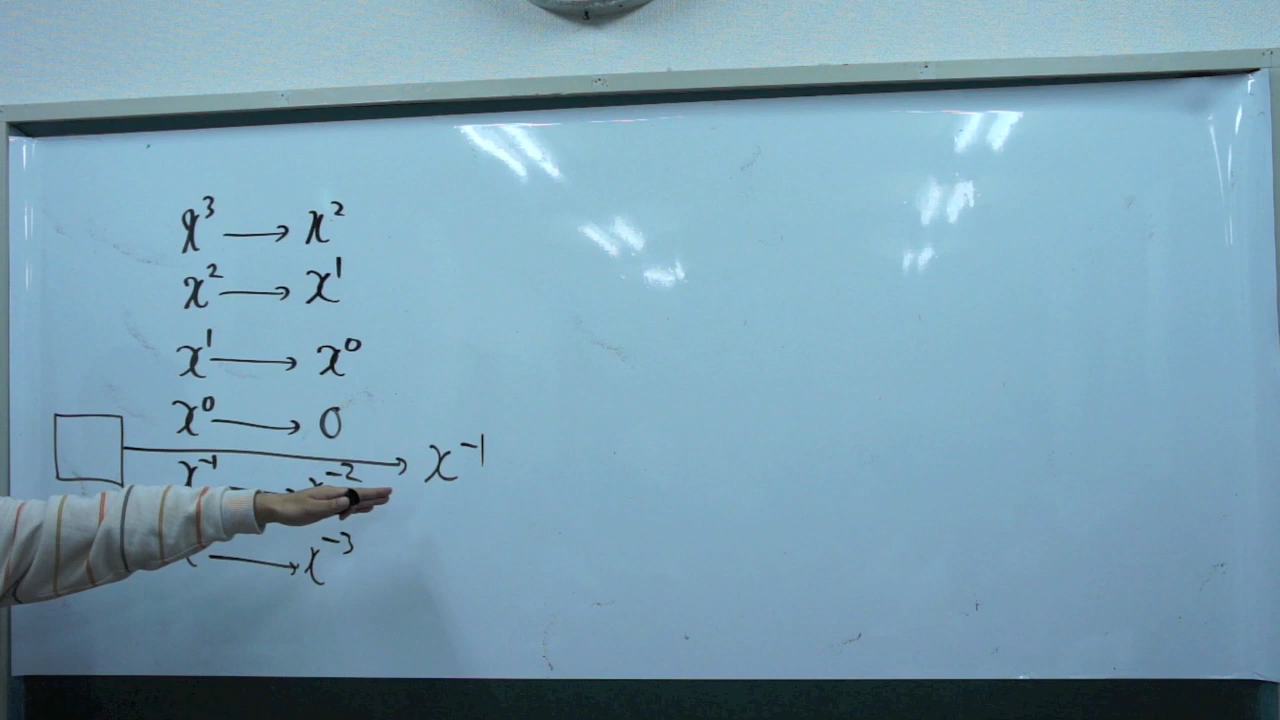 x³ → x²
x² → x¹
x¹ → x⁰
x⁰ → 0
□ → x⁻¹
x⁻¹ x⁻²
→ x⁻³